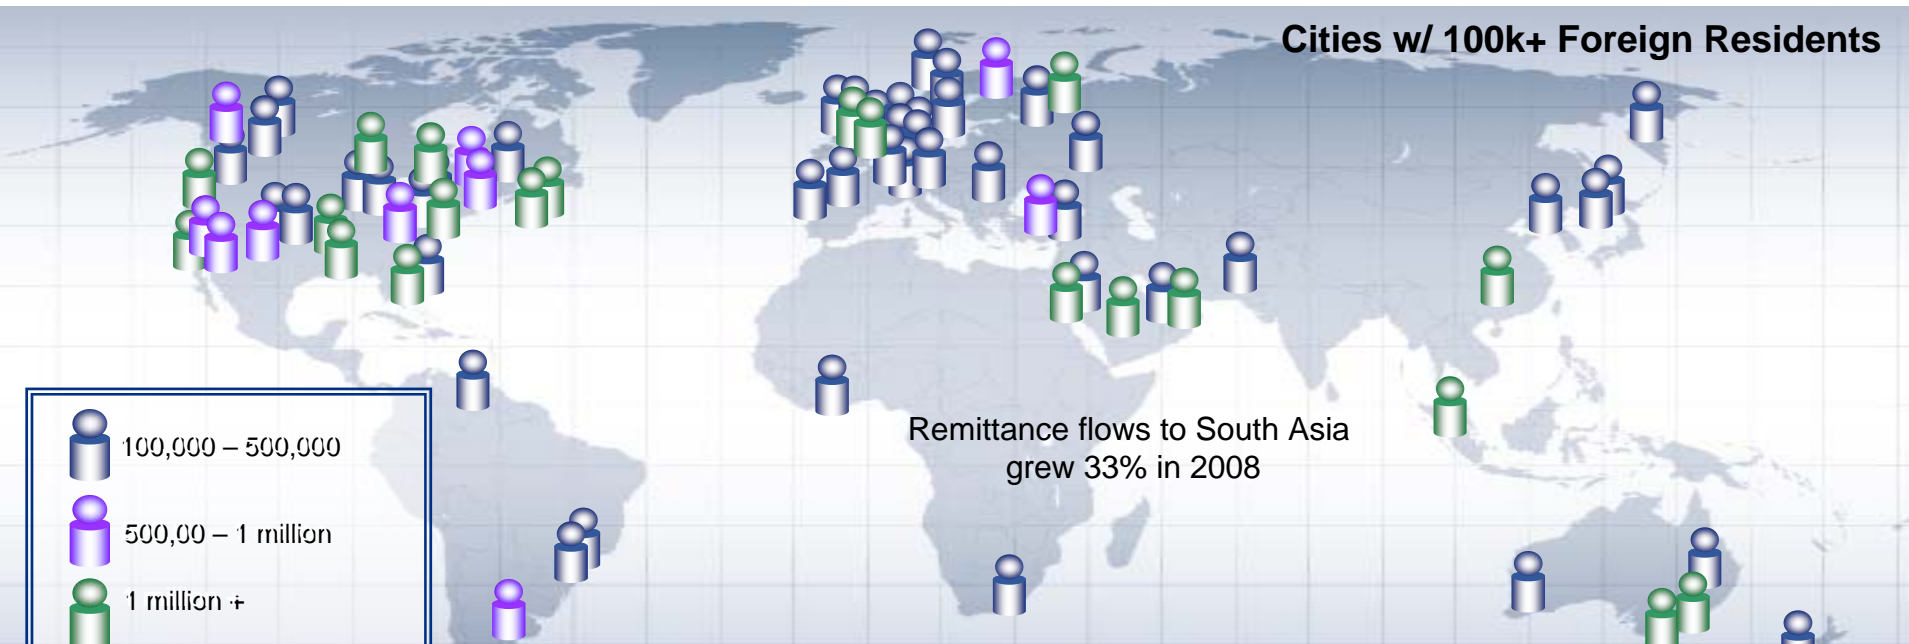 Cities w/ 100k+ Foreign Residents
Remittance flows to South Asia
grew 33% in 2008
100,000 – 500,000
500,00 – 1 million
1 million +